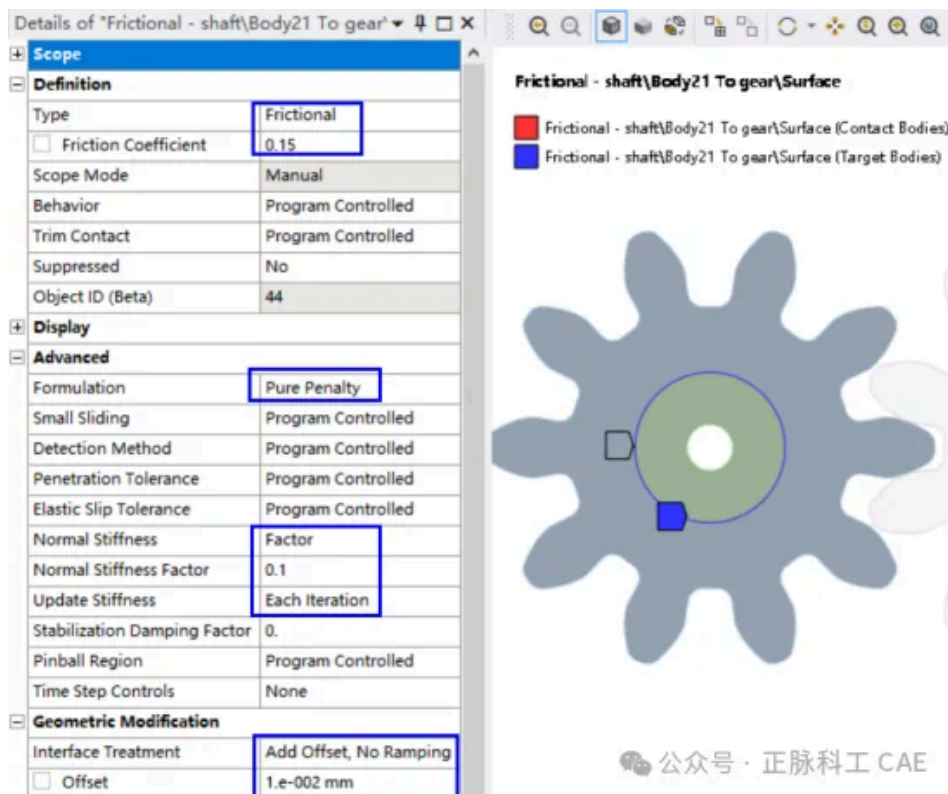 Details of "Frictional - shaft\Body21 To gear'
Scope
Definition
Type Frictional
Friction Coefficient 0.15
Scope Mode Manual
Behavior Program Controlled
Trim Contact Program Controlled
Suppressed No
Object ID (Beta) 44
Display
Advanced
Formulation Pure Penalty
Small Sliding Program Controlled
Detection Method Program Controlled
Penetration Tolerance Program Controlled
Elastic Slip Tolerance Program Controlled
Normal Stiffness Factor
Normal Stiffness Factor 0.1
Update Stiffness Each Iteration
Stabilization Damping Factor 0.
Pinball Region Program Controlled
Time Step Controls None
Geometric Modification
Interface Treatment Add Offset, No Ramping
Offset 1.e-002 mm
Frictional - shaft\Body21 To gear\Surface
Frictional - shaft\Body21 To gear\Surface (Contact Bodies)
Frictional - shaft\Body21 To gear\Surface (Target Bodies)
公众号 · 正脉科工 CAE